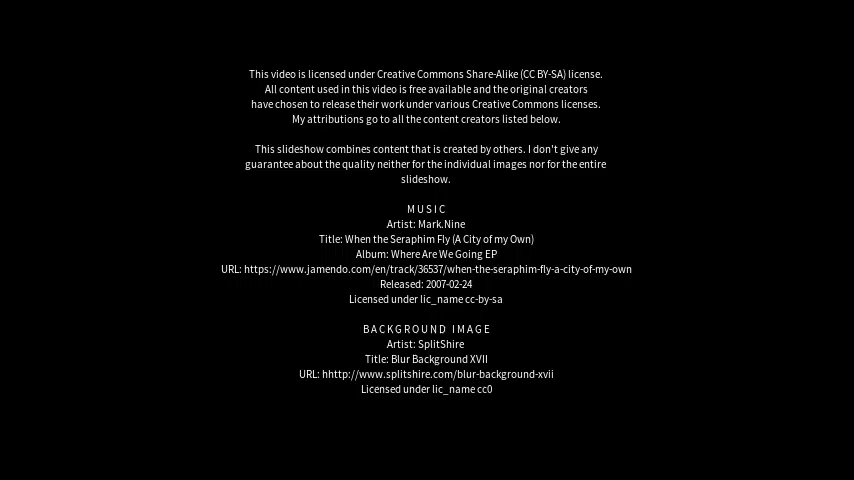 This video is licensed under Creative Commons Share-Alike (CC BY-SA) license.
All content used in this video is free available and the original creators
have chosen to release their work under various Creative Commons licenses.
My attributions go to all the content creators listed below.
This slideshow combines content that is created by others. I don't give any
guarantee about the quality neither for the individual images nor for the entire
slideshow.
MUSIC
Artist: Mark.Nine
Title: When the Seraphim Fly (A City of my Own)
Album: Where Are We Going EP
URL: https://www.jamendo.com/en/track/36537/when-the-seraphim-fly-a-city-of-my-own
Released: 2007-02-24
Licensed under lic_name cc-by-sa
BACKGROUND IMAGE
Artist: SplitShire
Title: Blur Background XVII
URL: hhttp://www.splitshire.com/blur-background-xvii
Licensed under lic_name cc0